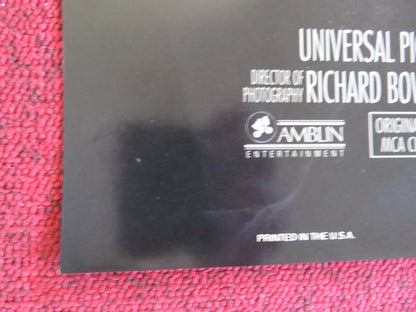 UNIVERSAL PI
DIRECTOR OF
PHOTOGRAPHY RICHARD BOW
AMBLIN
ENTERTAINMENT
ORIGINA
MCA C
PRINTED IN THE U.S.A.